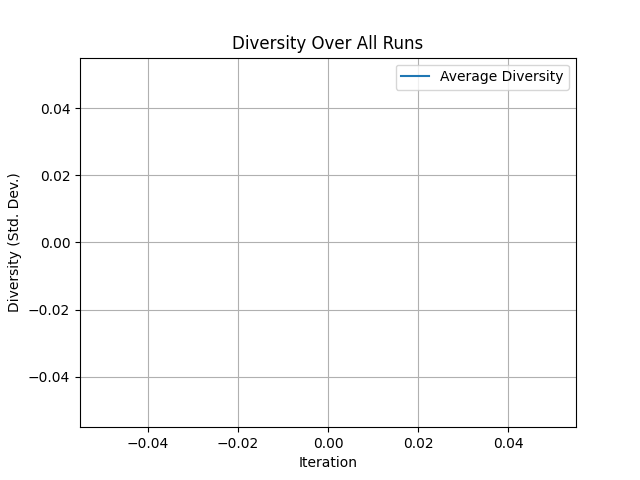 Diversity Over All Runs
Average Diversity
Diversity (Std. Dev.)
0.04
0.02
0.00
−0.02
−0.04
−0.04
−0.02
0.00
0.02
0.04
Iteration